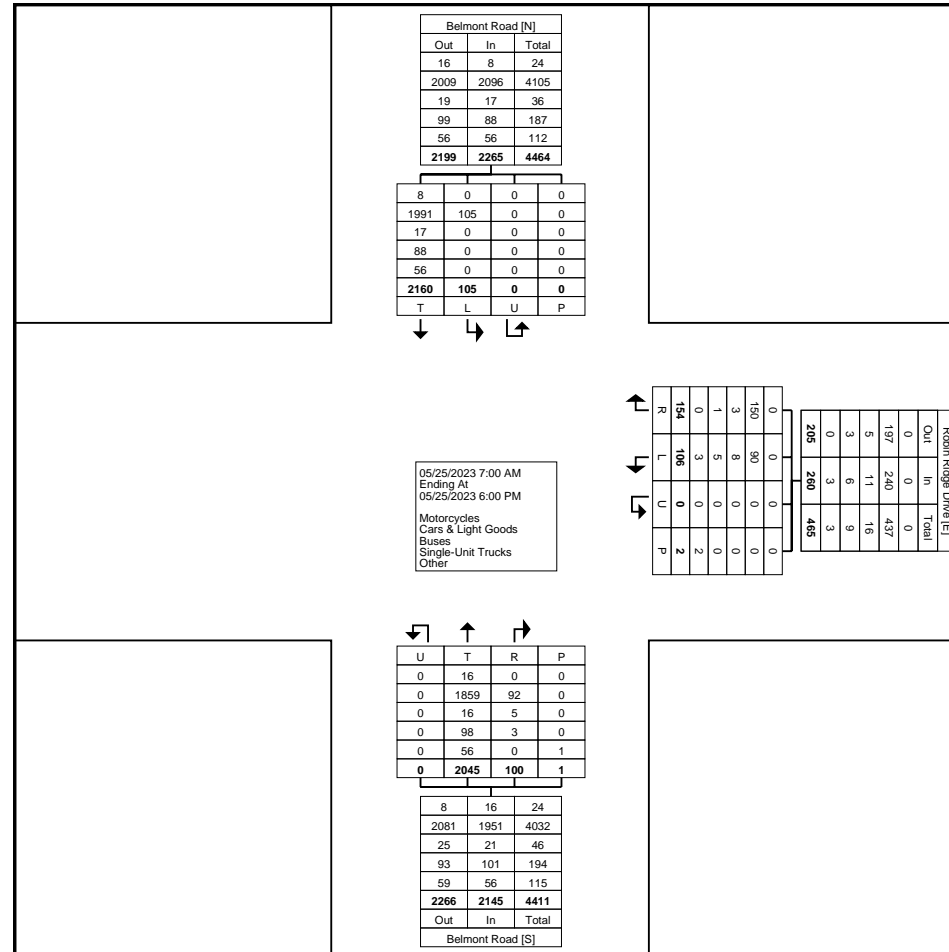 Belmont Road [N]
Out In Total
16 8 24
2009 2096 4105
19 17 36
99 88 187
56 56 112
2199 2265 4464
8 0 0 0
1991 105 0 0
17 0 0 0
88 0 0 0
56 0 0 0
2160 105 0 0
T L U P
Robin Ridge Drive [E]
Out In Total
0 0 0
197 240 437
5 11 16
3 6 9
0 3 3
205 260 465
0 0 0 0
150 90 0 0
3 8 0 0
1 5 0 0
0 3 0 2
154 106 0 2
R L U P
05/25/2023 7:00 AM
Ending At
05/25/2023 6:00 PM
Motorcycles
Cars & Light Goods
Buses
Single-Unit Trucks
Other
U T R P
0 16 0 0
0 1859 92 0
0 16 5 0
0 98 3 0
0 56 0 1
0 2045 100 1
8 16 24
2081 1951 4032
25 21 46
93 101 194
59 56 115
2266 2145 4411
Out In Total
Belmont Road [S]